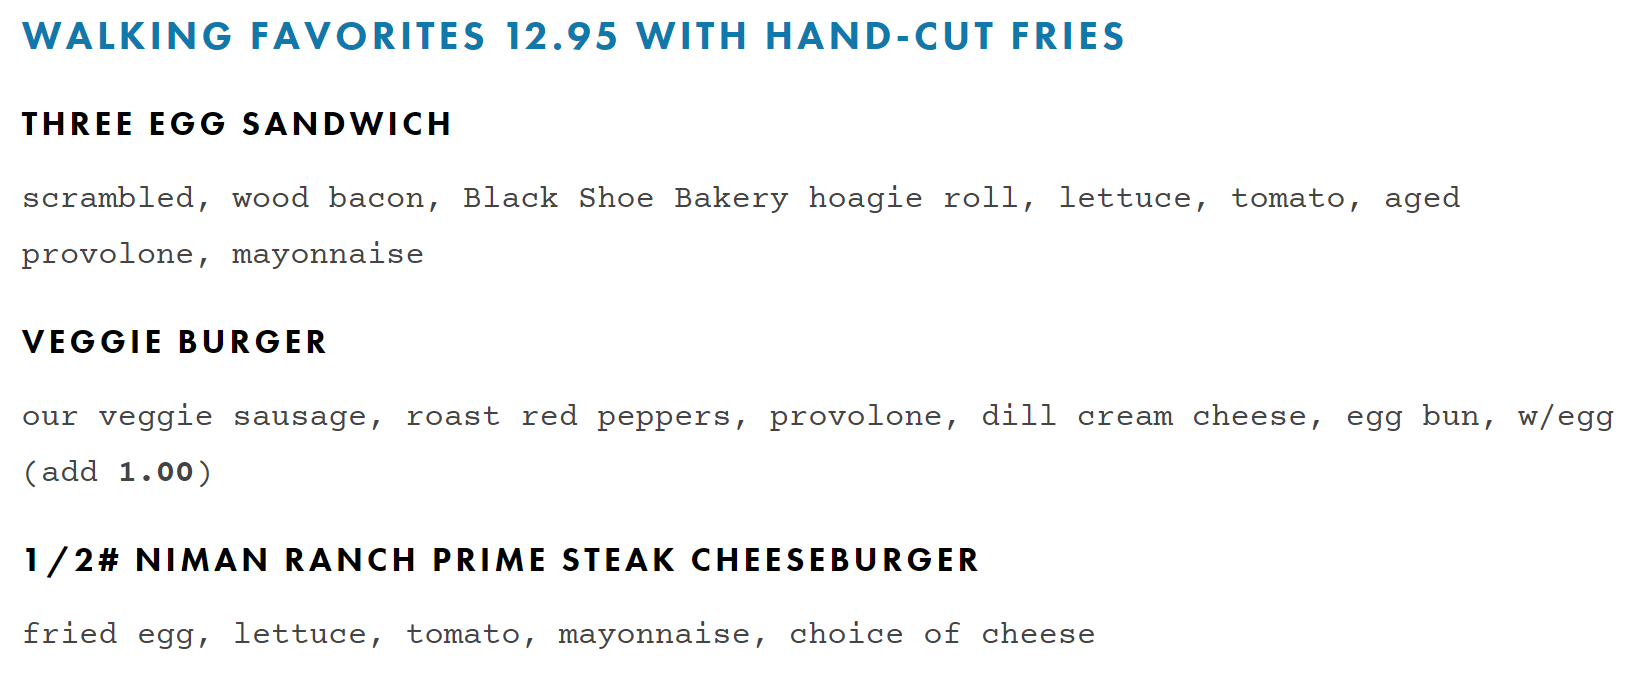 WALKING FAVORITES 12.95 WITH HAND-CUT FRIES
THREE EGG SANDWICH
scrambled, wood bacon, Black Shoe Bakery hoagie roll, lettuce, tomato, aged
provolone, mayonnaise
VEGGIE BURGER
our veggie sausage, roast red peppers, provolone, dill cream cheese, egg bun, w/egg
(add 1.00)
1/2# NIMAN RANCH PRIME STEAK CHEESEBURGER
fried egg, lettuce, tomato, mayonnaise, choice of cheese